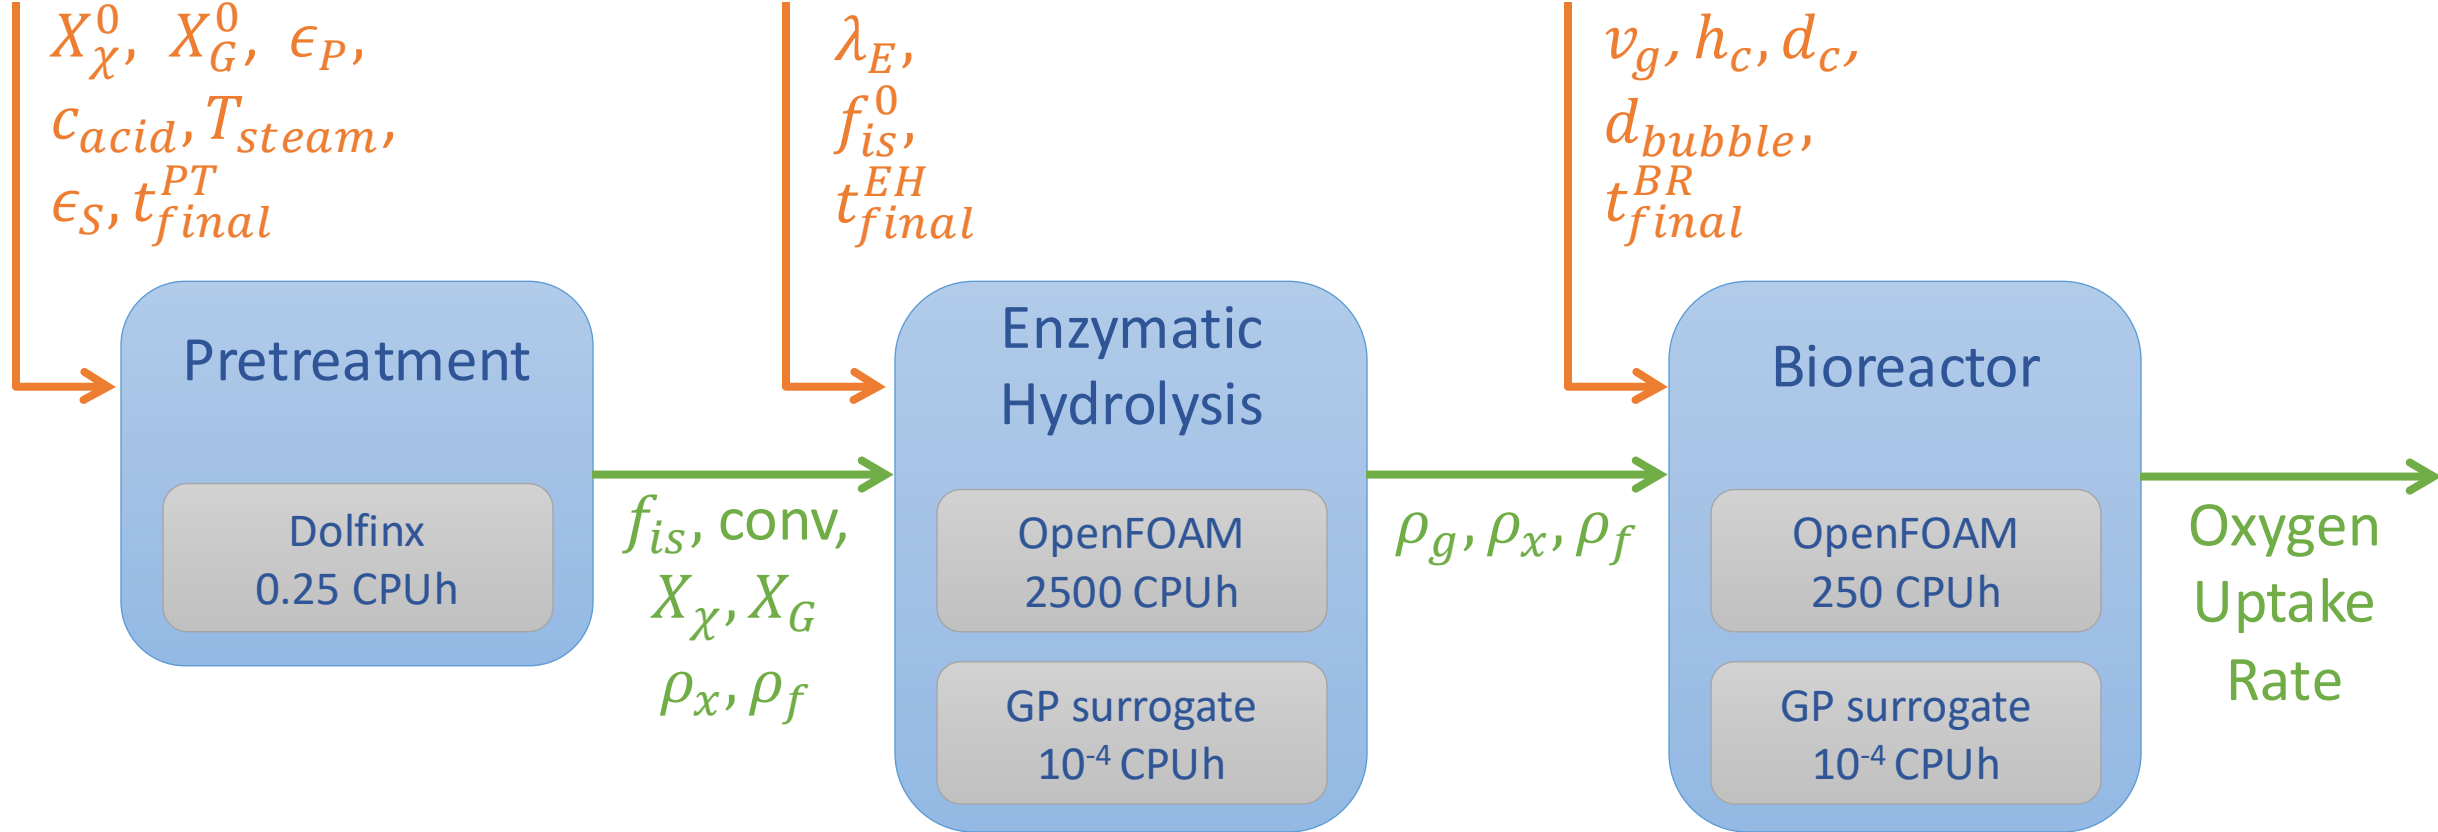 X_χ^0, X_G^0, ϵ_P,
c_acid, T_steam,
ϵ_S, t_final^PT
λ_E,
f_is^0,
t_final^EH
v_g, h_c, d_c,
d_bubble,
t_final^BR
Pretreatment
Dolfinx
0.25 CPUh
f_is, conv,
X_χ, X_G
ρ_x, ρ_f
Enzymatic
Hydrolysis
OpenFOAM
2500 CPUh
GP surrogate
10^-4 CPUh
ρ_g, ρ_x, ρ_f
Bioreactor
OpenFOAM
250 CPUh
GP surrogate
10^-4 CPUh
Oxygen
Uptake
Rate